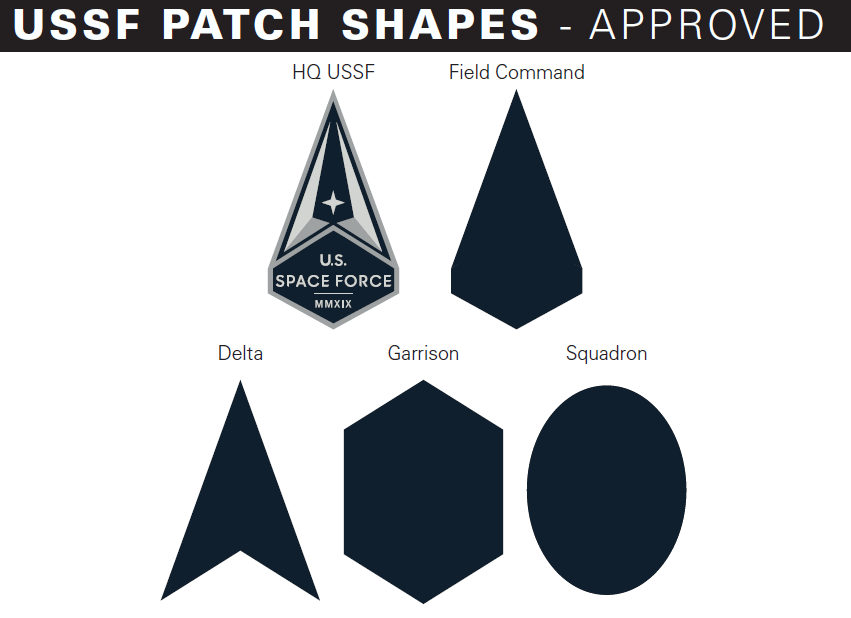 USSF PATCH SHAPES - APPROVED
HQ USSF
Field Command
U.S.
SPACE FORCE
MMXIX
Delta
Garrison
Squadron